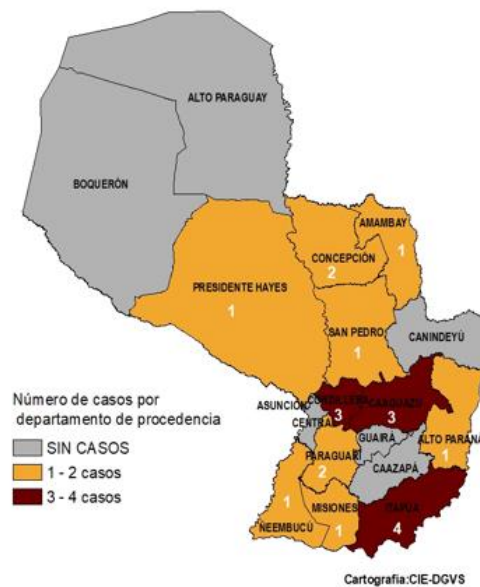 ALTO PARAGUAY
BOQUERÓN
AMAMBAY
1
CONCEPCIÓN
2
PRESIDENTE HAYES
1
SAN PEDRO
1
CANINDEYÚ
Número de casos por
departamento de procedencia
SIN CASOS
1 - 2 casos
3 - 4 casos
ASUNCIÓN
CORDILLERA
3
CAAGUAZÚ
3
CENTRAL
GUAIRÁ
ALTO PARANÁ
1
PARAGUARÍ
2
CAAZAPÁ
1
ÑEEMBUCÚ
MISIONES
1
ITAPÚA
4
Cartografia:CIE-DGVS